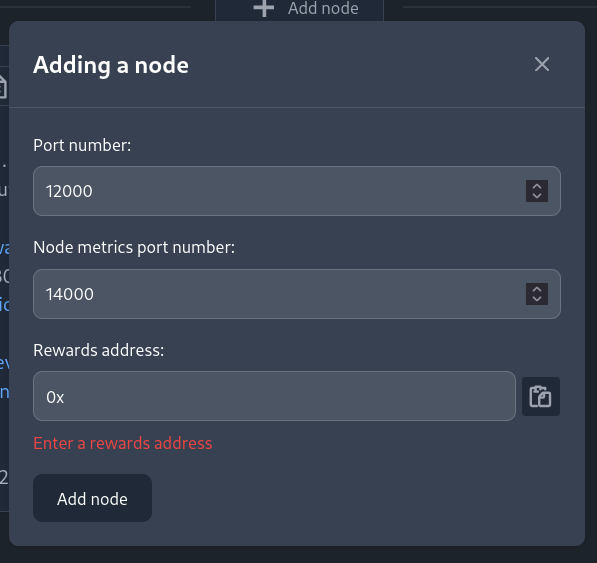 Add node
Adding a node
Port number:
12000
Node metrics port number:
14000
Rewards address:
0x
Enter a rewards address
Add node